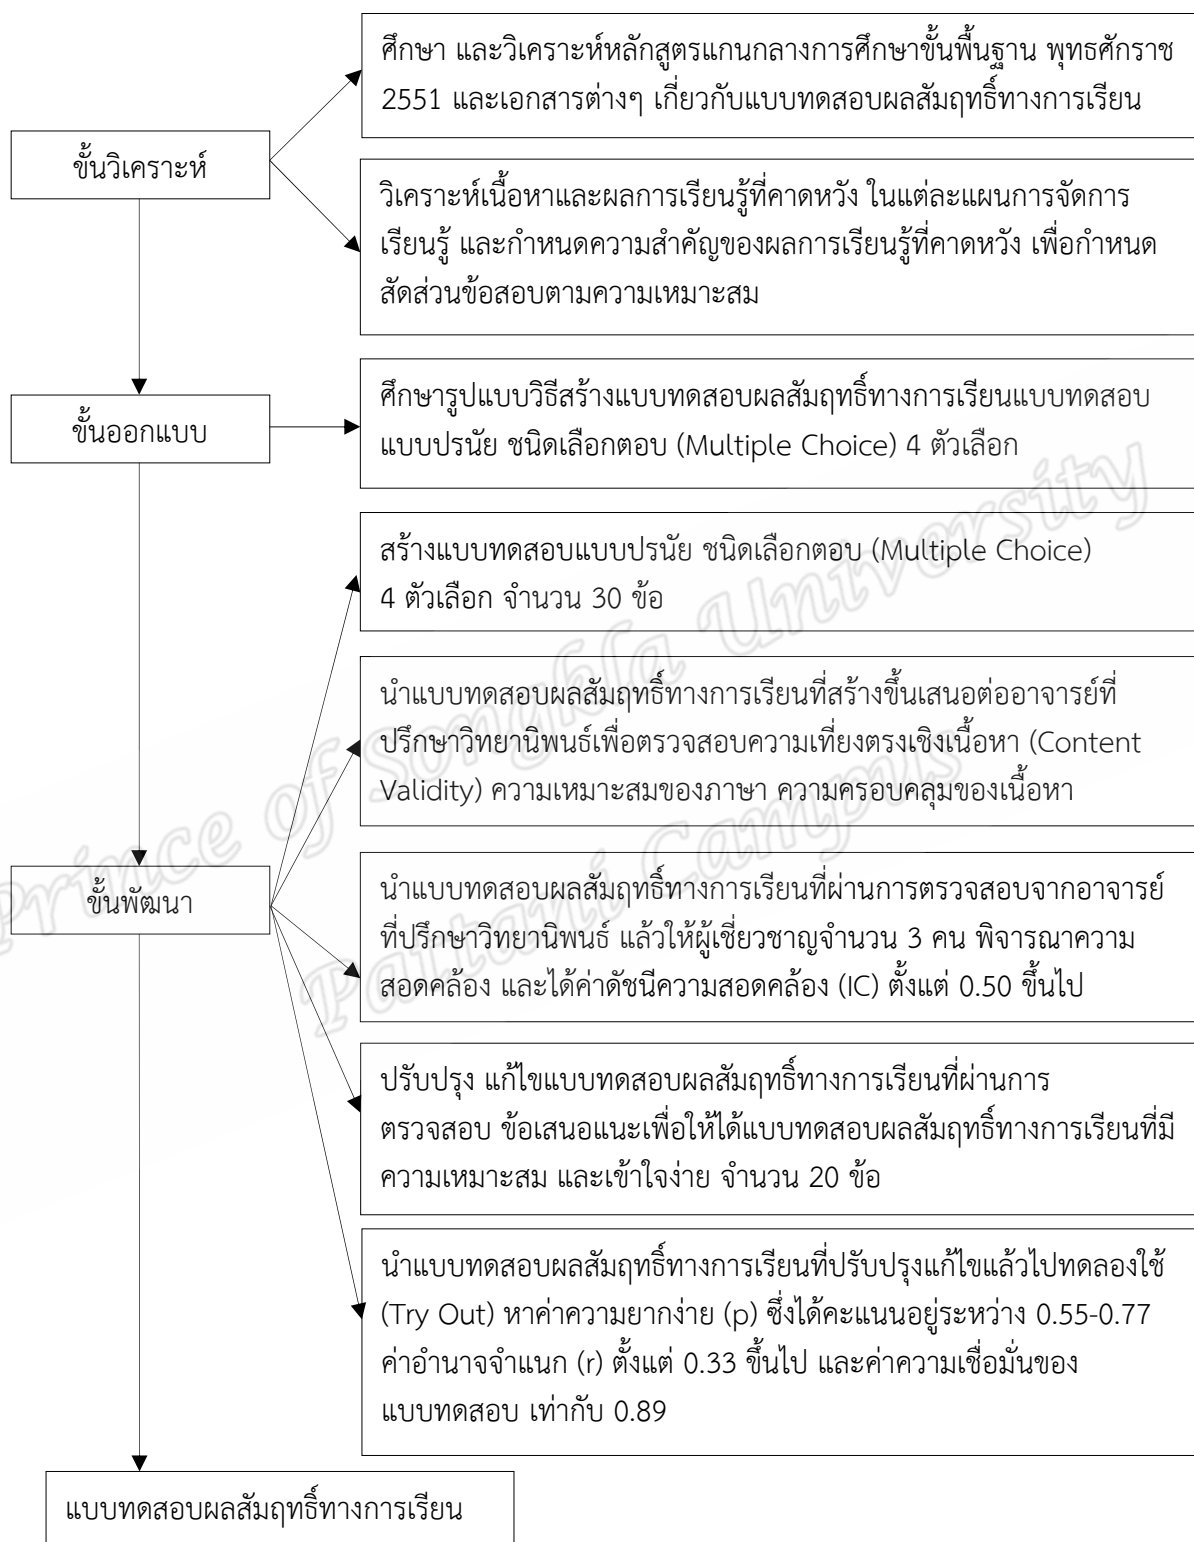 ศึกษา และวิเคราะห์หลักสูตรแกนกลางการศึกษาขั้นพื้นฐาน พุทธศักราช
2551 และเอกสารต่างๆ เกี่ยวกับแบบทดสอบผลสัมฤทธิ์ทางการเรียน
ขั้นวิเคราะห์
วิเคราะห์เนื้อหาและผลการเรียนรู้ที่คาดหวัง ในแต่ละแผนการจัดการ
เรียนรู้ และกำหนดความสำคัญของผลการเรียนรู้ที่คาดหวัง เพื่อกำหนด
สัดส่วนข้อสอบตามความเหมาะสม
ขั้นออกแบบ
ศึกษารูปแบบวิธีสร้างแบบทดสอบผลสัมฤทธิ์ทางการเรียนแบบทดสอบ
แบบปรนัย ชนิดเลือกตอบ (Multiple Choice) 4 ตัวเลือก
สร้างแบบทดสอบแบบปรนัย ชนิดเลือกตอบ (Multiple Choice)
4 ตัวเลือก จำนวน 30 ข้อ
นำแบบทดสอบผลสัมฤทธิ์ทางการเรียนที่สร้างขึ้นเสนอต่ออาจารย์ที่
ปรึกษาวิทยานิพนธ์เพื่อตรวจสอบความเที่ยงตรงเชิงเนื้อหา (Content
Validity) ความเหมาะสมของภาษา ความครอบคลุมของเนื้อหา
ขั้นพัฒนา
นำแบบทดสอบผลสัมฤทธิ์ทางการเรียนที่ผ่านการตรวจสอบจากอาจารย์
ที่ปรึกษาวิทยานิพนธ์ แล้วให้ผู้เชี่ยวชาญจำนวน 3 คน พิจารณาความ
สอดคล้อง และได้ค่าดัชนีความสอดคล้อง (IC) ตั้งแต่ 0.50 ขึ้นไป
ปรับปรุง แก้ไขแบบทดสอบผลสัมฤทธิ์ทางการเรียนที่ผ่านการ
ตรวจสอบ ข้อเสนอแนะเพื่อให้ได้แบบทดสอบผลสัมฤทธิ์ทางการเรียนที่มี
ความเหมาะสม และเข้าใจง่าย จำนวน 20 ข้อ
นำแบบทดสอบผลสัมฤทธิ์ทางการเรียนที่ปรับปรุงแก้ไขแล้วไปทดลองใช้
(Try Out) หาค่าความยากง่าย (p) ซึ่งได้คะแนนอยู่ระหว่าง 0.55-0.77
ค่าอำนาจจำแนก (r) ตั้งแต่ 0.33 ขึ้นไป และค่าความเชื่อมั่นของ
แบบทดสอบ เท่ากับ 0.89
แบบทดสอบผลสัมฤทธิ์ทางการเรียน
Prince of Songkla University
Pattani Campus